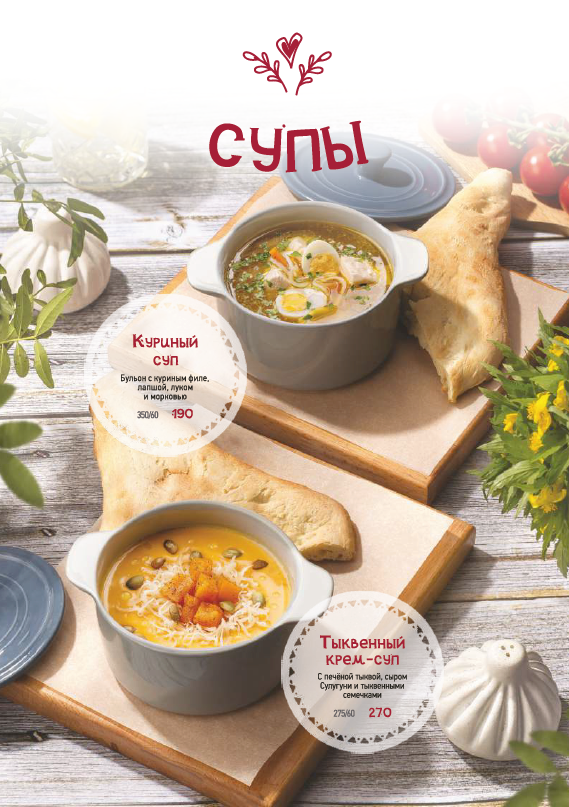 СУПЫ
Куриный
суп
Бульон с куриным филе,
лапшой, луком
и морковью
350/60 190
Тыквенный
крем-суп
С печёной тыквой, сыром
Сулугуни и тыквенными
семечками
275/60 270